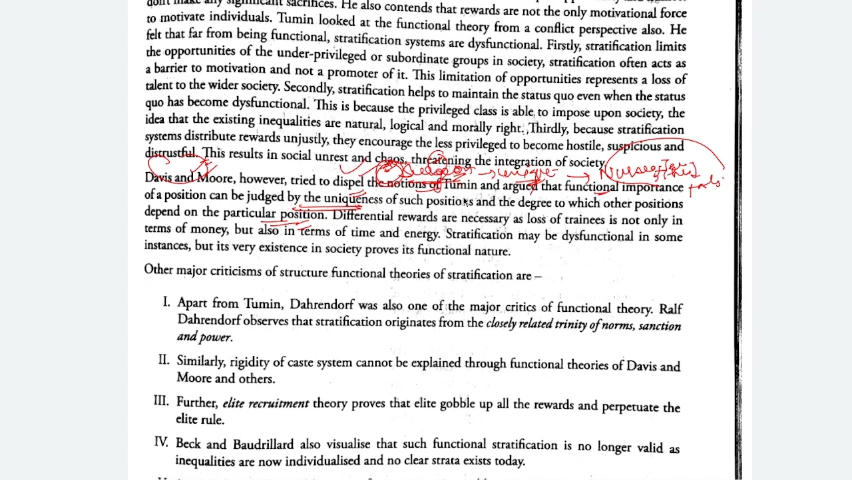 don't make any significant sacrifices. He also contends that rewards are not the only motivational force
to motivate individuals. Tumin looked at the functional theory from a conflict perspective also. He
felt that far from being functional, stratification systems are dysfunctional. Firstly, stratification limits
the opportunities of the under-privileged or subordinate groups in society, stratification often acts as
a barrier to motivation and not a promoter of it. This limitation of opportunities represents a loss of
talent to the wider society. Secondly, stratification helps to maintain the status quo even when the status
quo has become dysfunctional. This is because the privileged class is able to impose upon society, the
idea that the existing inequalities are natural, logical and morally right. Thirdly, because stratification
systems distribute rewards unjustly, they encourage the less privileged to become hostile, suspicious and
distrustful. This results in social unrest and chaos, threatening the integration of society.
unique
Davis and Moore, however, tried to dispel the notions of Tumin and argued that functional importance
of a position can be judged by the uniqueness of such positions and the degree to which other positions
depend on the particular position. Differential rewards are necessary as loss of trainees is not only in
terms of money, but also in terms of time and energy. Stratification may be dysfunctional in some
instances, but its very existence in society proves its functional nature.
Other major criticisms of structure functional theories of stratification are –
I. Apart from Tumin, Dahrendorf was also one of the major critics of functional theory. Ralf
Dahrendorf observes that stratification originates from the closely related trinity of norms, sanction
and power.
II. Similarly, rigidity of caste system cannot be explained through functional theories of Davis and
Moore and others.
III. Further, elite recruitment theory proves that elite gobble up all the rewards and perpetuate the
elite rule.
IV. Beck and Baudrillard also visualise that such functional stratification is no longer valid as
inequalities are now individualised and no clear strata exists today.